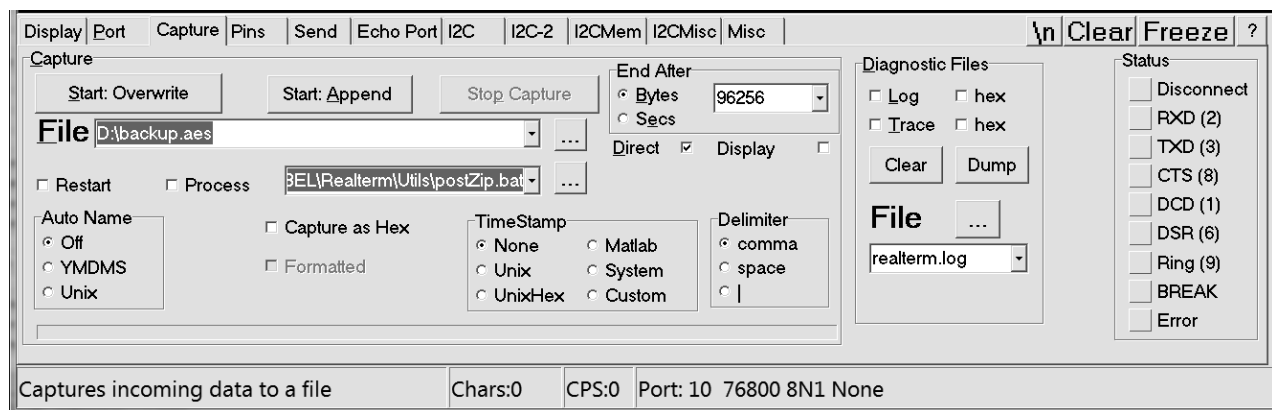 Display Port Capture Pins Send Echo Port I2C I2C-2 I2CMem I2CMisc Misc \n Clear Freeze ?
Capture
Start: Overwrite Start: Append Stop Capture
End After
Bytes 96256
Secs
File D:\backup.aes ...
Direct Display
Restart Process BEL\Realterm\Utils\postZip.bat ...
Auto Name
Off
YMDMS
Unix
Capture as Hex
Formatted
TimeStamp
None Matlab
Unix System
UnixHex Custom
Delimiter
comma
space
|
Diagnostic Files
Log hex
Trace hex
Clear Dump
File ...
realterm.log
Status
Disconnect
RXD (2)
TXD (3)
CTS (8)
DCD (1)
DSR (6)
Ring (9)
BREAK
Error
Captures incoming data to a file Chars:0 CPS:0 Port: 10 76800 8N1 None